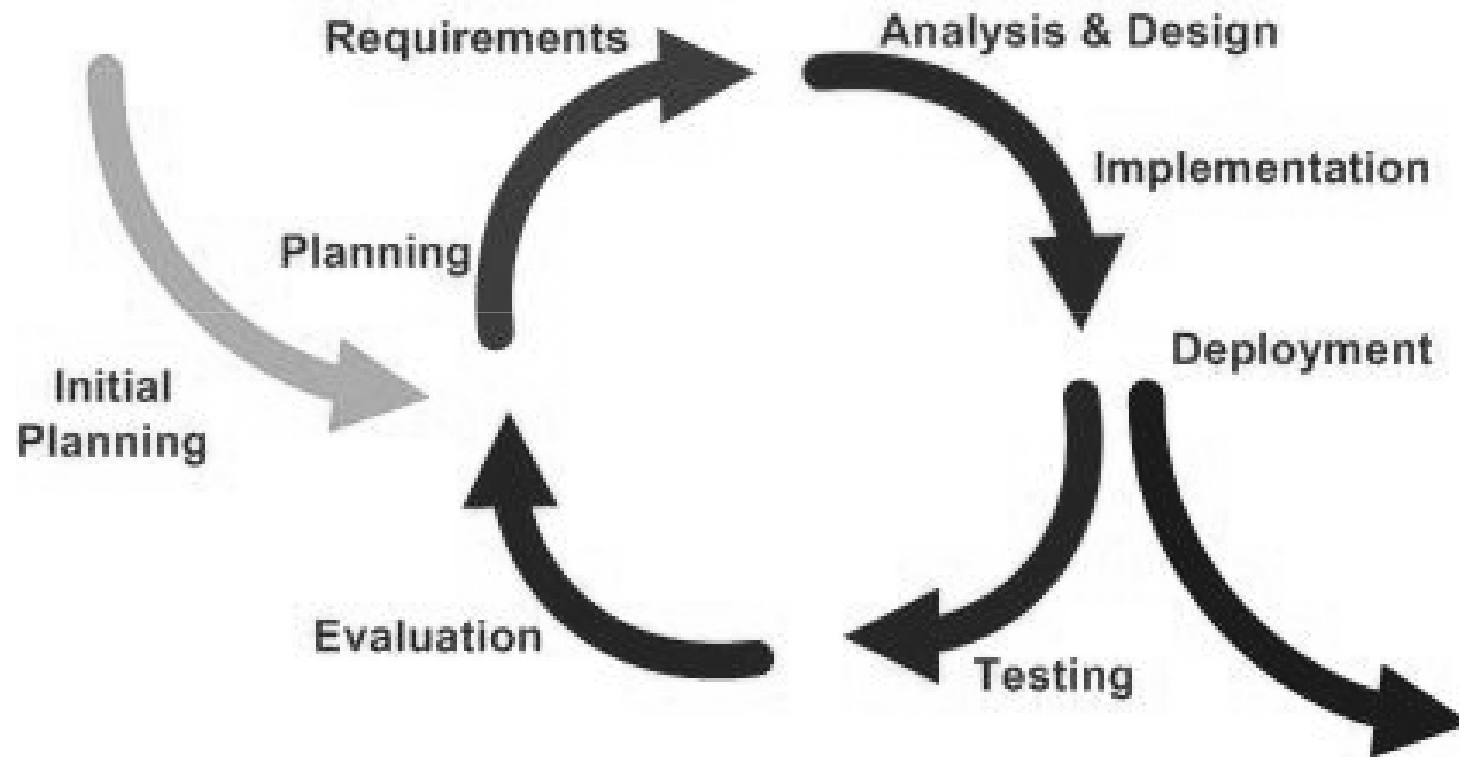 Requirements
Analysis & Design
Implementation
Planning
Deployment
Initial
Planning
Evaluation
Testing